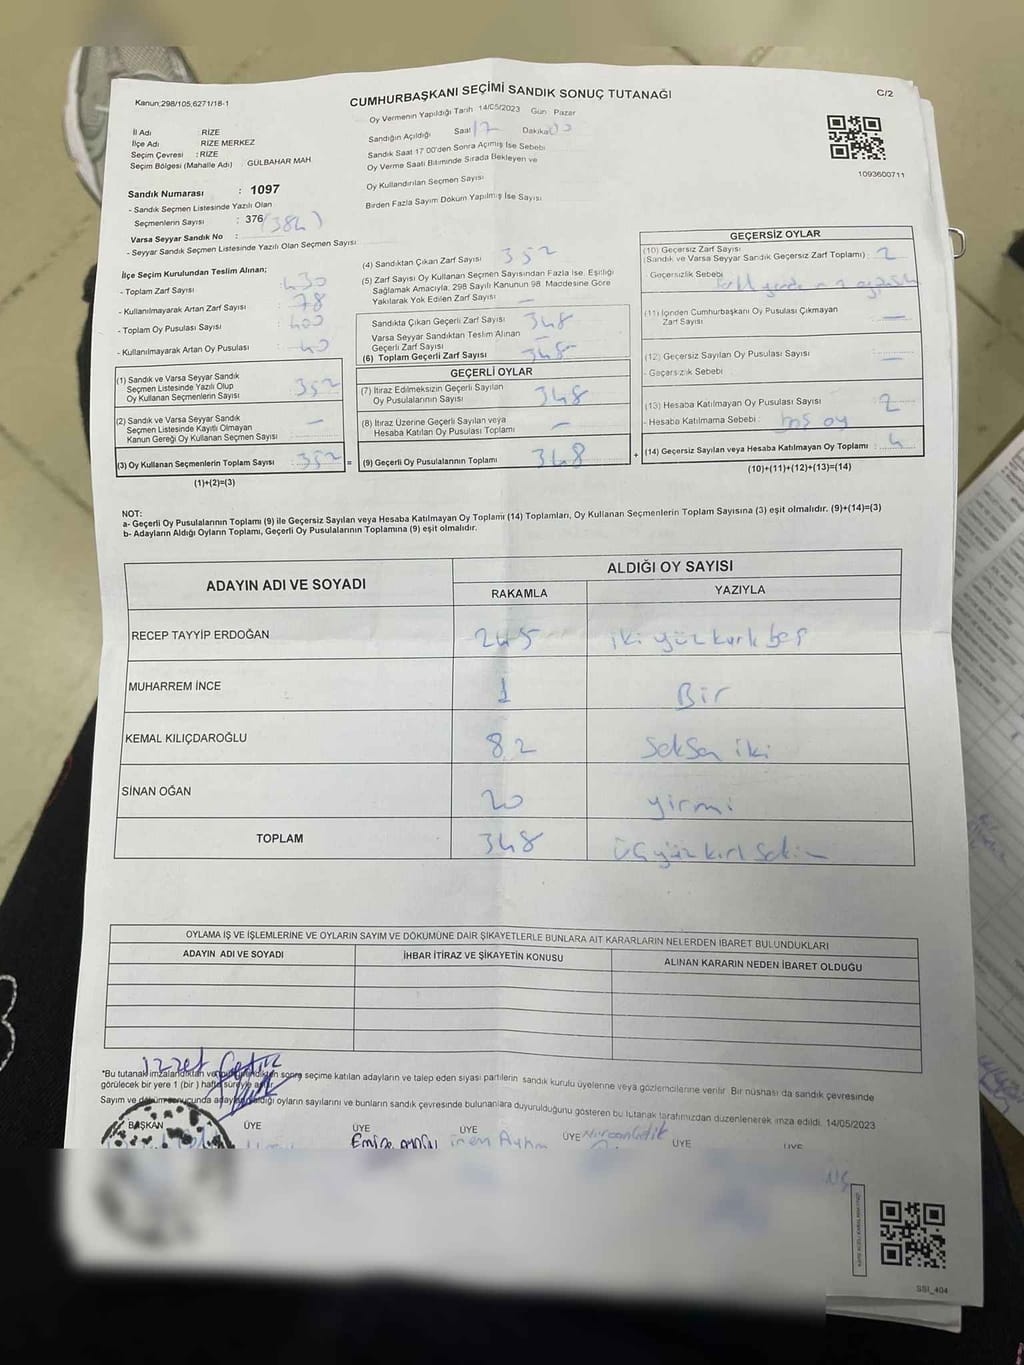 Kanun;298/105;6271/18-1
CUMHURBAŞKANI SEÇİMİ SANDIK SONUÇ TUTANAĞI
C/2
Oy Vermenin Yapıldığı Tarih 14/05/2023 Gün Pazar
Sandığın Açıldığı Saat 17 Dakika 00
Sandık Saat 17:00'den Sonra Açımış İse Sebebi
Oy Verme Saati Bitiminde Sırada Bekleyen ve
Oy Kullandırılan Seçmen Sayısı
Birden Fazla Sayım Döküm Yapılmış İse Sayısı
1093600711
İl Adı : RİZE
İlçe Adı : RİZE MERKEZ
Seçim Çevresi : RİZE
Seçim Bölgesi (Mahalle Adı) : GÜLBAHAR MAH
Sandık Numarası : 1097
- Sandık Seçmen Listesinde Yazılı Olan
Seçmenlerin Sayısı : 376 (384)
Varsa Seyyar Sandık No :
- Seyyar Sandık Seçmen Listesinde Yazılı Olan Seçmen Sayısı
İlçe Seçim Kurulundan Teslim Alınan;
- Toplam Zarf Sayısı : 430
- Kullanılmayarak Artan Zarf Sayısı : 78
- Toplam Oy Pusulası Sayısı : 400
- Kullanılmayarak Artan Oy Pusulası : 40
(1) Sandık ve Varsa Seyyar Sandık
Seçmen Listesinde Yazılı Olup
Oy Kullanan Seçmenlerin Sayısı : 352
(2) Sandık ve Varsa Seyyar Sandık
Seçmen Listesinde Kayıtlı Olmayan
Kanun Gereği Oy Kullanan Seçmen Sayısı : —
(3) Oy Kullanan Seçmenlerin Toplam Sayısı : 352 =
(1)+(2)=(3)
(4) Sandıktan Çıkan Zarf Sayısı 352
(5) Zarf Sayısı Oy Kullanan Seçmen Sayısından Fazla İse, Eşitliği
Sağlamak Amacıyla; 298 Sayılı Kanunun 98. Maddesine Göre
Yakılarak Yok Edilen Zarf Sayısı : —
Sandıkta Çıkan Geçerli Zarf Sayısı : 348
Varsa Seyyar Sandıktan Teslim Alınan
Geçerli Zarf Sayısı : —
(6) Toplam Geçerli Zarf Sayısı : 348
GEÇERLİ OYLAR
(7) İtiraz Edilmeksizin Geçerli Sayılan
Oy Pusulalarının Sayısı : 348
(8) İtiraz Üzerine Geçerli Sayılan veya
Hesaba Katılan Oy Pusulası Toplamı : —
(9) Geçerli Oy Pusulalarının Toplamı : 348 +
GEÇERSİZ OYLAR
(10) Geçersiz Zarf Sayısı
(Sandık ve Varsa Seyyar Sandık Geçersiz Zarf Toplamı) : 2
- Geçersizlik Sebebi
(11) İçinden Cumhurbaşkanı Oy Pusulası Çıkmayan
Zarf Sayısı : —
(12) Geçersiz Sayılan Oy Pusulası Sayısı : —
- Geçersizlik Sebebi
(13) Hesaba Katılmayan Oy Pusulası Sayısı : 2
- Hesaba Katılmama Sebebi : boş oy
(14) Geçersiz Sayılan veya Hesaba Katılmayan Oy Toplamı : 4
(10)+(11)+(12)+(13)=(14)
NOT:
a- Geçerli Oy Pusulalarının Toplamı (9) ile Geçersiz Sayılan veya Hesaba Katılmayan Oy Toplamı (14) Toplamları, Oy Kullanan Seçmenlerin Toplam Sayısına (3) eşit olmalıdır. (9)+(14)=(3)
b- Adayların Aldığı Oyların Toplamı, Geçerli Oy Pusulalarının Toplamına (9) eşit olmalıdır.
ADAYIN ADI VE SOYADI
ALDIĞI OY SAYISI
RAKAMLA YAZIYLA
RECEP TAYYİP ERDOĞAN 245 iki yüz kırk beş
MUHARREM İNCE 1 Bir
KEMAL KILIÇDAROĞLU 82 Seksen iki
SİNAN OĞAN 20 yirmi
TOPLAM 348 üç yüz kırk sekiz
OYLAMA İŞ VE İŞLEMLERİNE VE OYLARIN SAYIM VE DÖKÜMÜNE DAİR ŞİKAYETLERLE BUNLARA AİT KARARLARIN NELERDEN İBARET BULUNDUKLARI
ADAYIN ADI VE SOYADI İHBAR İTİRAZ VE ŞİKAYETİN KONUSU ALINAN KARARIN NEDEN İBARET OLDUĞU
izzet Çetin
*Bu tutanak imzalandıktan ve sonra seçime katılan adayların ve talep eden siyasi partilerin sandık kurulu üyelerine veya gözlemcilerine verilir. Bir nüshası da sandık çevresinde
görülecek bir yere 1 (bir) hafta süreyle asılır.
Sayım ve döküm sonucunda adayların aldığı oyların sayılarını ve bunların sandık çevresinde bulunanlara duyurulduğunu gösteren bu tutanak tarafımızdan düzenlenerek imza edildi. 14/05/2023
BAŞKAN ÜYE ÜYE ÜYE ÜYE ÜYE ÜYE
SSI_404